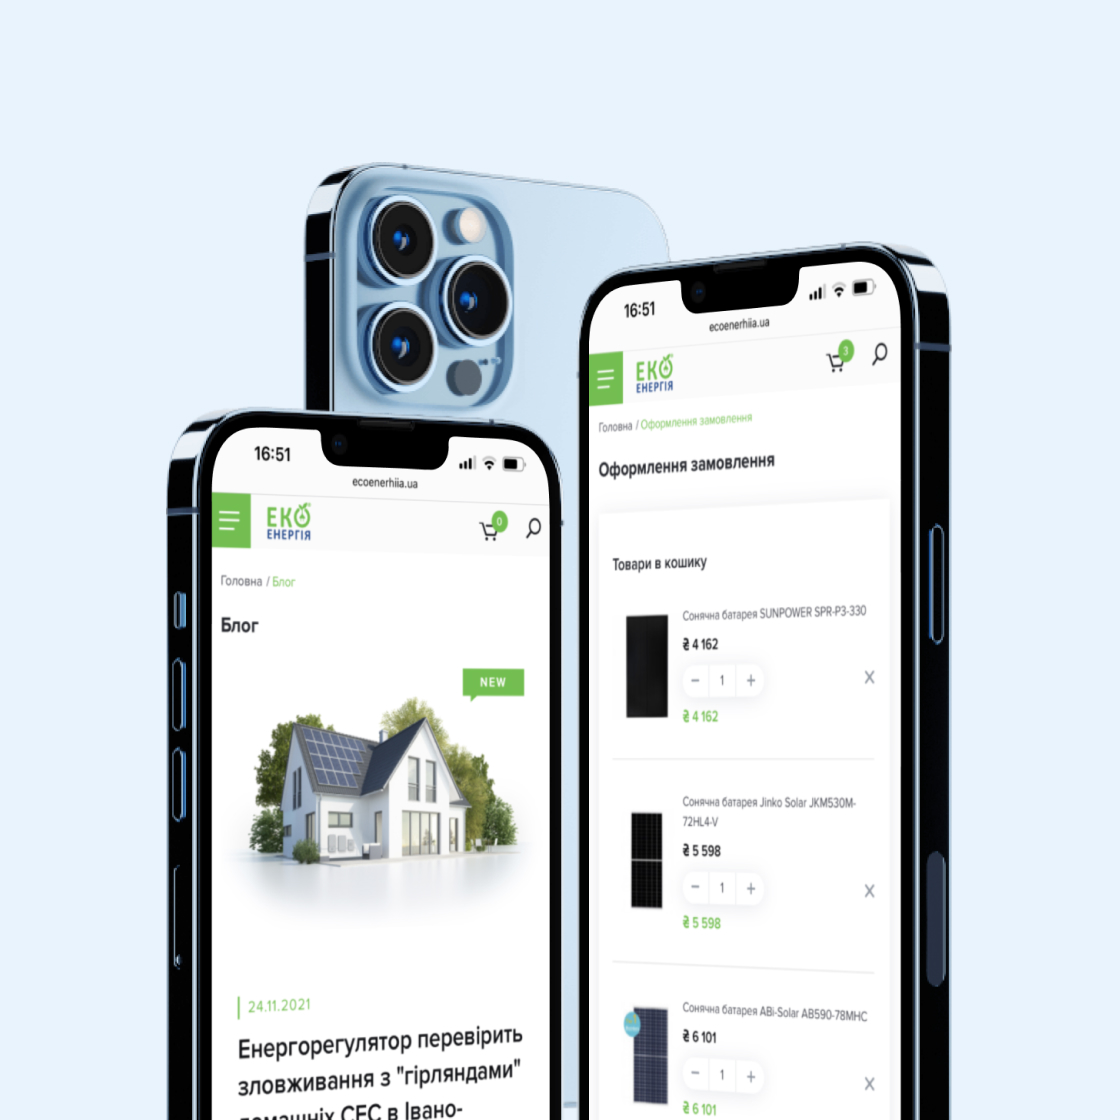 16:51
ecoenerhiia.ua
ЕКО
ЕНЕРГІЯ
0
Головна / Блог
Блог
NEW
24.11.2021
Енергорегулятор перевірить
зловживання з "гірляндами"
домашніх СЕС в Івано-
16:51
ecoenerhiia.ua
ЕКО
ЕНЕРГІЯ
3
Головна / Оформлення замовлення
Оформлення замовлення
Товари в кошику
Сонячна батарея SUNPOWER SPR-P3-330
₴ 4 162
− 1 +
X
₴ 4 162
Сонячна батарея Jinko Solar JKM530M-
72HL4-V
₴ 5 598
− 1 +
X
₴ 5 598
Сонячна батарея ABi-Solar AB590-78MHC
₴ 6 101
− 1 +
X
₴ 6 101